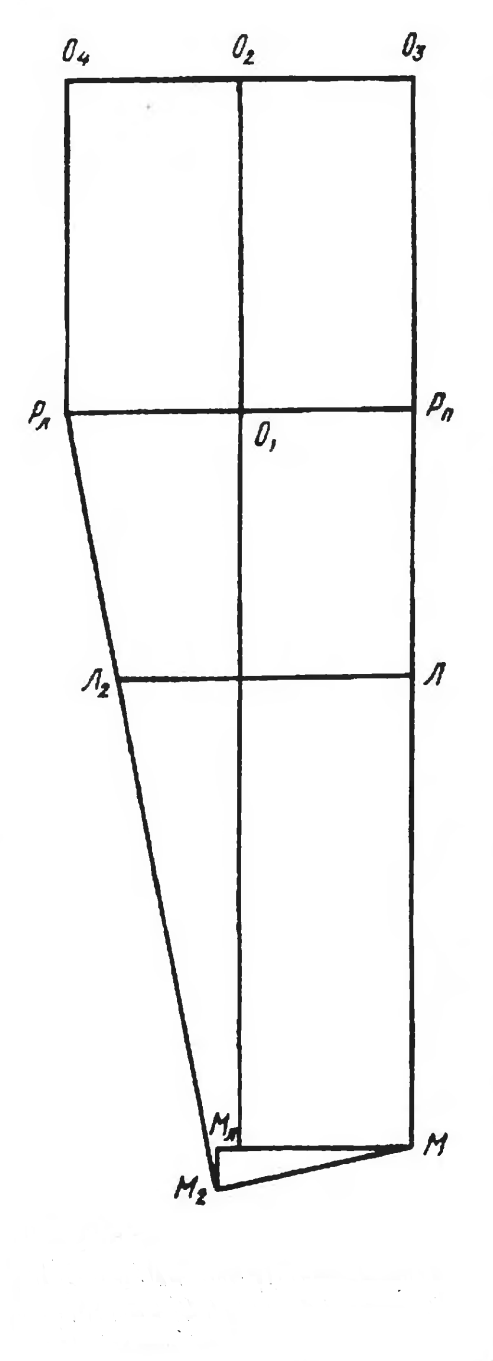 О₄ О₂ О₃
Рл Рп
О₁
Л₂ Л
Мл М
М₂